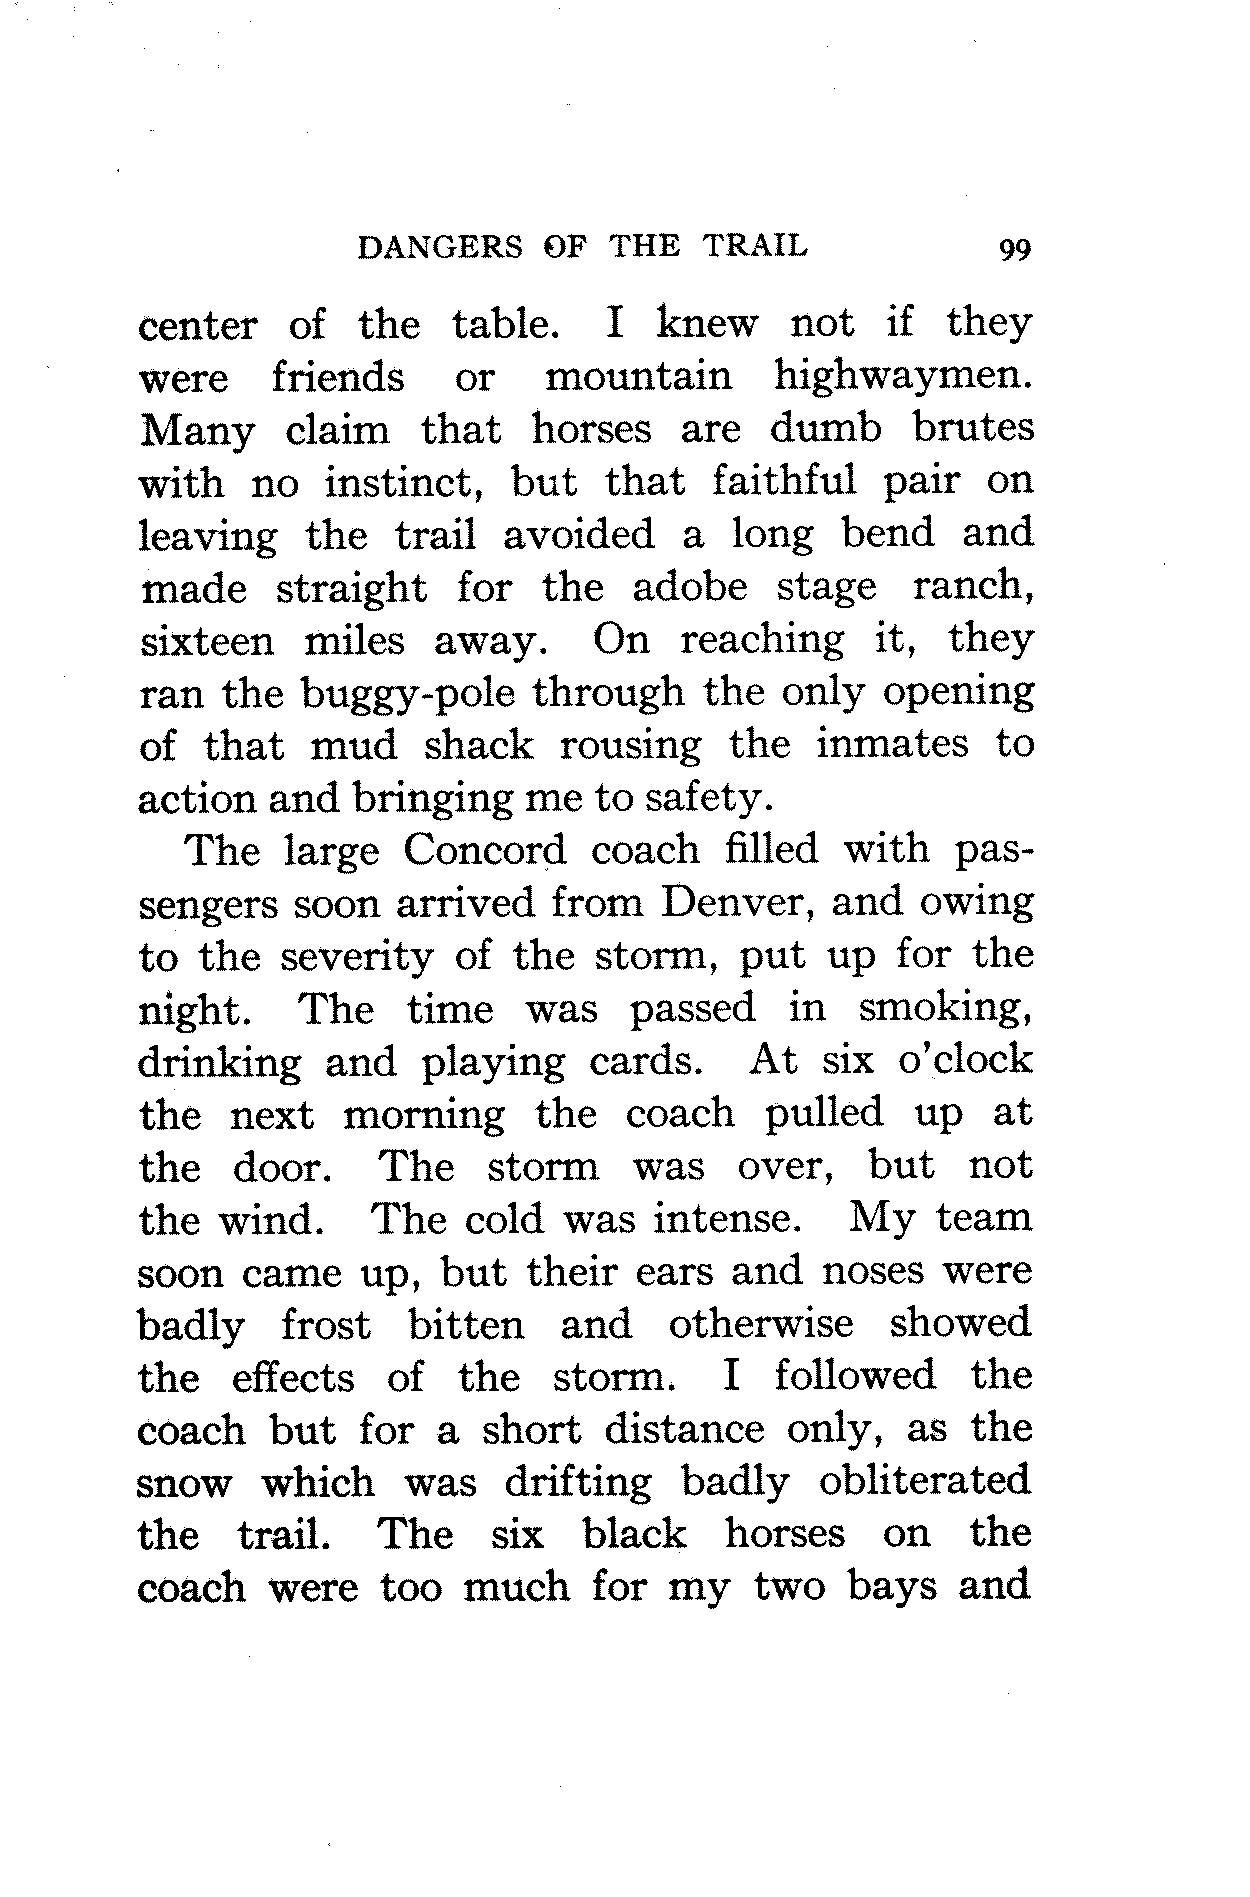 DANGERS OF THE TRAIL 99
center of the table. I knew not if they
were friends or mountain highwaymen.
Many claim that horses are dumb brutes
with no instinct, but that faithful pair on
leaving the trail avoided a long bend and
made straight for the adobe stage ranch,
sixteen miles away. On reaching it, they
ran the buggy-pole through the only opening
of that mud shack rousing the inmates to
action and bringing me to safety.
The large Concord coach filled with pas-
sengers soon arrived from Denver, and owing
to the severity of the storm, put up for the
night. The time was passed in smoking,
drinking and playing cards. At six o'clock
the next morning the coach pulled up at
the door. The storm was over, but not
the wind. The cold was intense. My team
soon came up, but their ears and noses were
badly frost bitten and otherwise showed
the effects of the storm. I followed the
coach but for a short distance only, as the
snow which was drifting badly obliterated
the trail. The six black horses on the
coach were too much for my two bays and